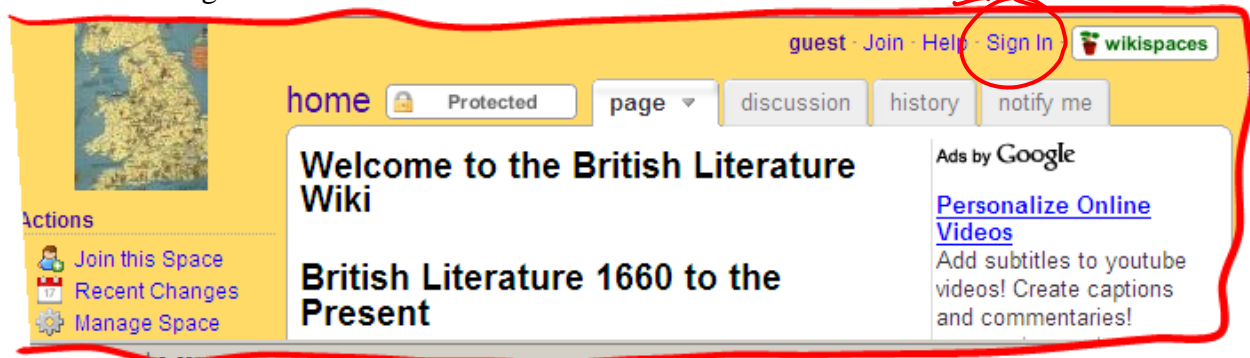 guest · Join · Help · Sign In · wikispaces
home Protected page discussion history notify me
Welcome to the British Literature
Wiki
British Literature 1660 to the
Present
Actions
Join this Space
17 Recent Changes
Manage Space
Ads by Google
Personalize Online
Videos
Add subtitles to youtube
videos! Create captions
and commentaries!